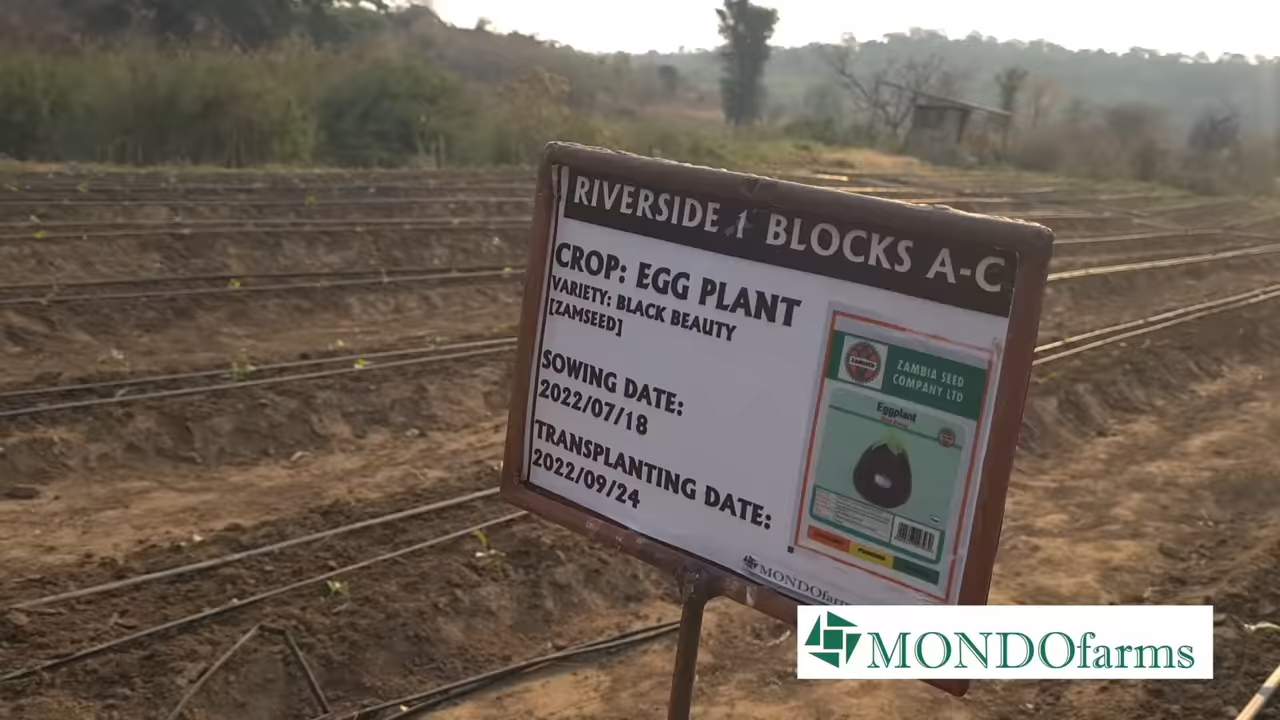 RIVERSIDE 1 BLOCKS A-C
CROP: EGG PLANT
VARIETY: BLACK BEAUTY
[ZAMSEED]
SOWING DATE:
2022/07/18
TRANSPLANTING DATE:
2022/09/24
ZAMBIA SEED
COMPANY LTD
Eggplant
MONDOfarms
MONDOfarms